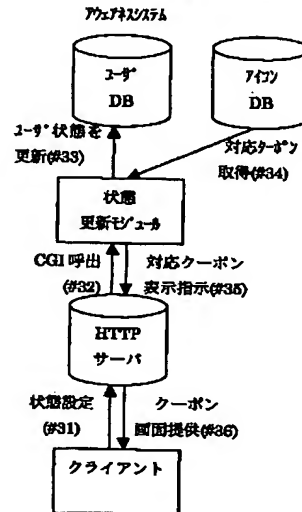 アウェアネスシステム
ユーザ
DB
アイコン
DB
ユーザ状態を
更新(#33)
対応クーポン
取得(#34)
状態
更新モジュール
CGI 呼出
(#32)
対応クーポン
表示指示(#35)
HTTP
サーバ
状態設定
(#31)
クーポン
画面提供(#36)
クライアント